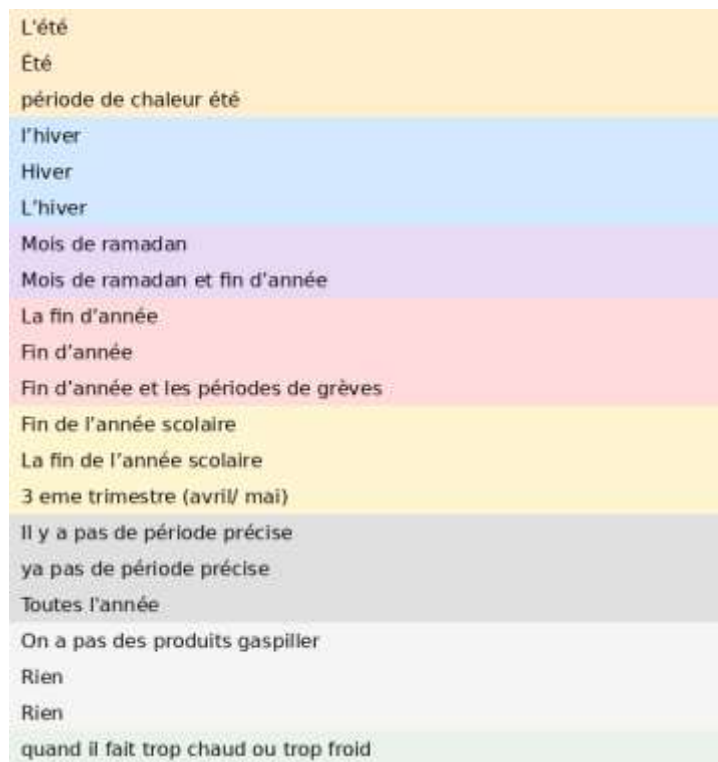 L'été
Été
période de chaleur été
l'hiver
Hiver
L'hiver
Mois de ramadan
Mois de ramadan et fin d'année
La fin d'année
Fin d'année
Fin d'année et les périodes de grèves
Fin de l'année scolaire
La fin de l'année scolaire
3 eme trimestre (avril/ mai)
Il y a pas de période précise
ya pas de période précise
Toutes l'année
On a pas des produits gaspiller
Rien
Rien
quand il fait trop chaud ou trop froid